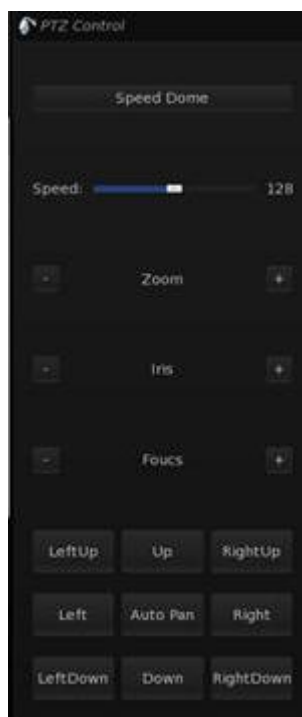 PTZ Control
Speed Dome
Speed: 128
- Zoom +
- Iris +
- Foucs +
LeftUp Up RightUp
Left Auto Pan Right
LeftDown Down RightDown